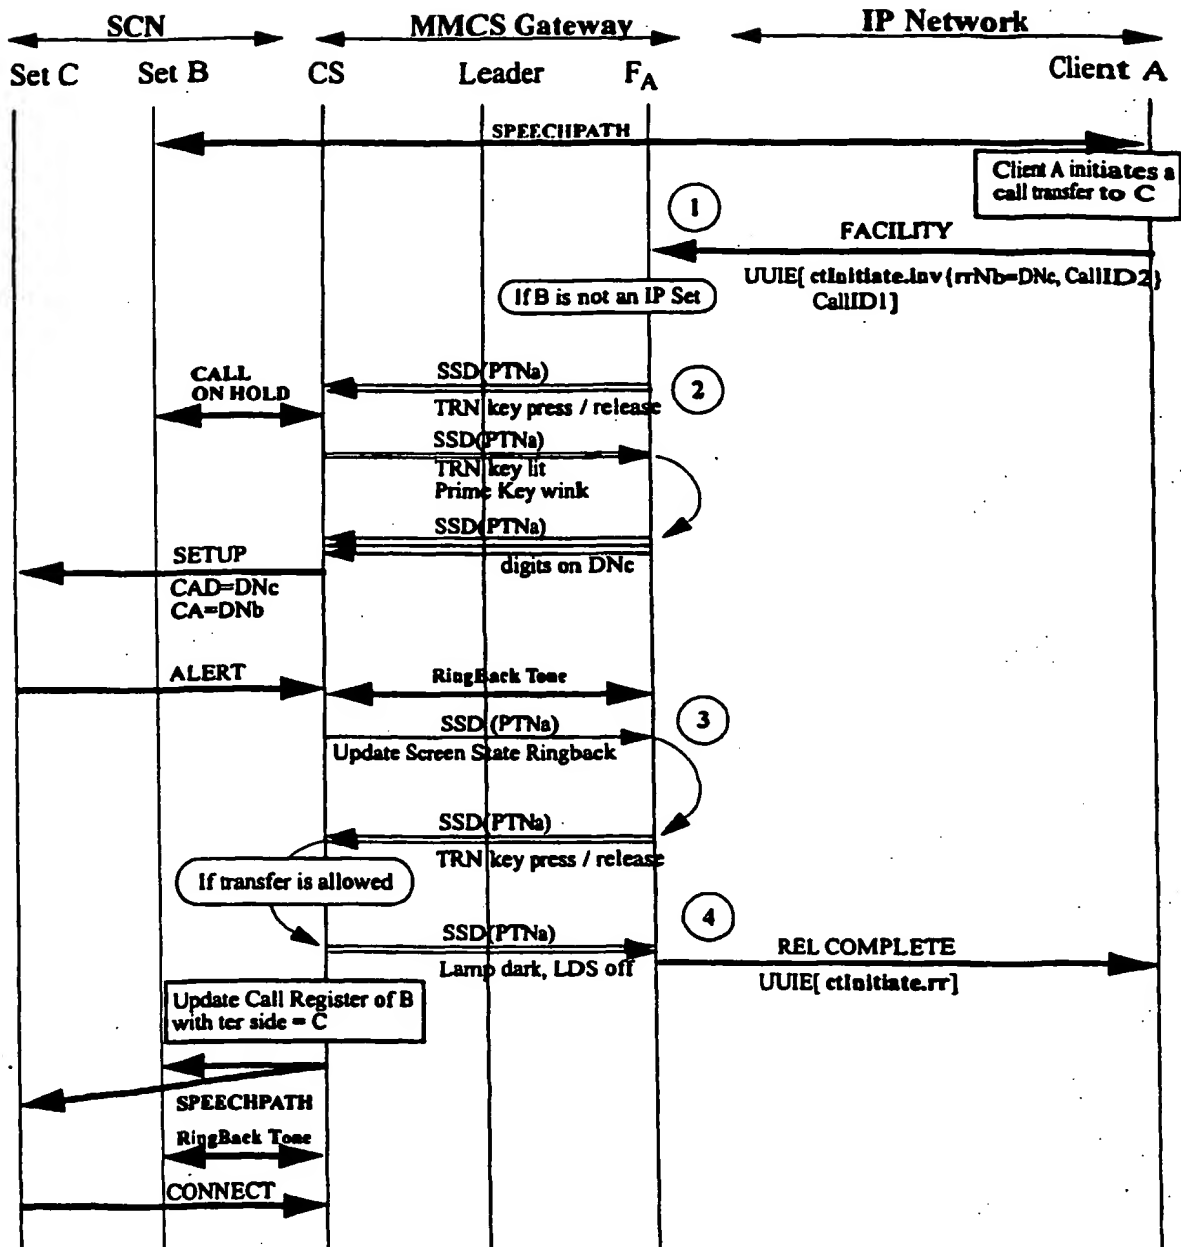 SCN
MMCS Gateway
IP Network
Set C
Set B
CS
Leader
FA
Client A
SPEECHPATH
Client A initiates a
call transfer to C
1
FACILITY
UUIE[ ctInitiate.inv{rrNb=DNc, CallID2}
CallID1]
If B is not an IP Set
CALL
ON HOLD
SSD(PTNa)
2
TRN key press / release
SSD(PTNa)
TRN key lit
Prime Key wink
SSD(PTNa)
digits on DNc
SETUP
CAD=DNc
CA=DNb
ALERT
RingBack Tone
3
SSD (PTNa)
Update Screen State Ringback
SSD(PTNa)
TRN key press / release
If transfer is allowed
4
SSD(PTNa)
Lamp dark, LDS off
REL COMPLETE
UUIE[ ctInitiate.rr]
Update Call Register of B
with ter side = C
SPEECHPATH
RingBack Tone
CONNECT